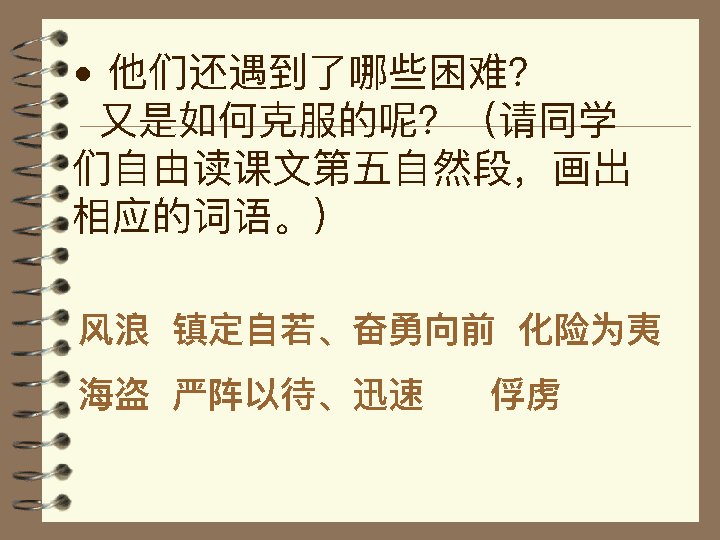 • 他们还遇到了哪些困难？
又是如何克服的呢？（请同学
们自由读课文第五自然段，画出
相应的词语。）
风浪 镇定自若、奋勇向前 化险为夷
海盗 严阵以待、迅速 俘虏